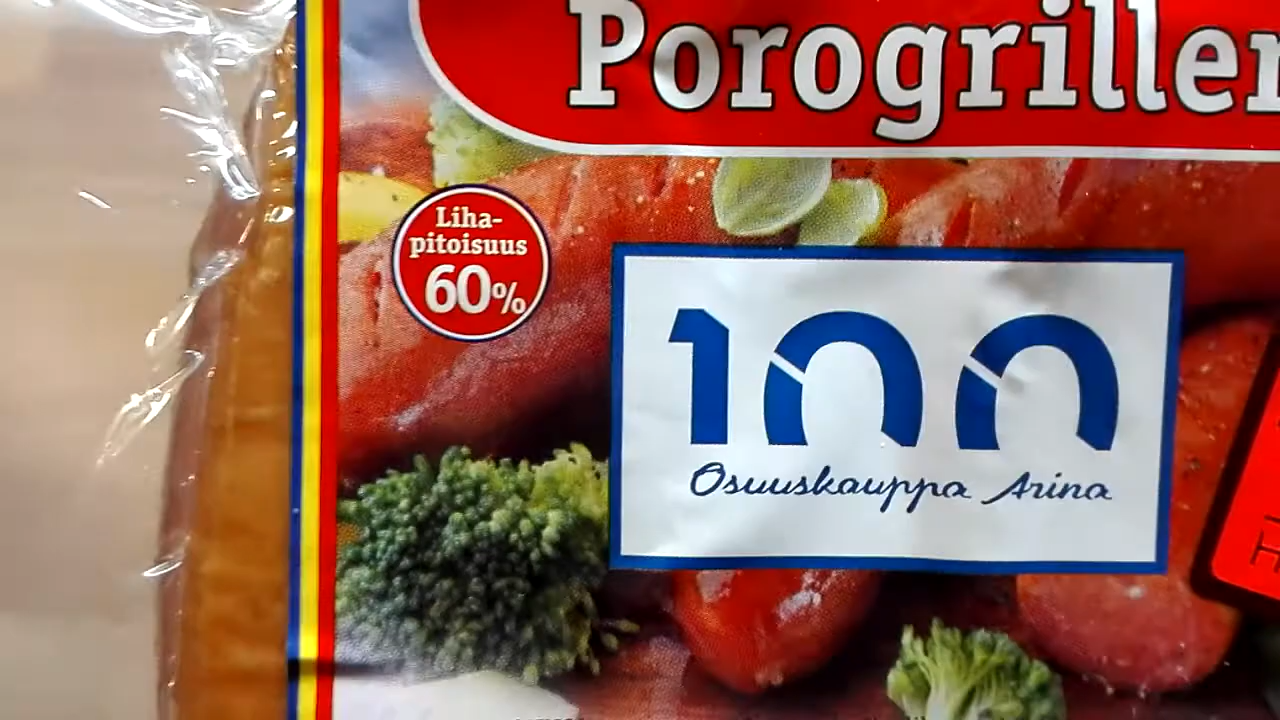 Porogriller
Liha-
pitoisuus
60%
100
Osuuskauppa Arina